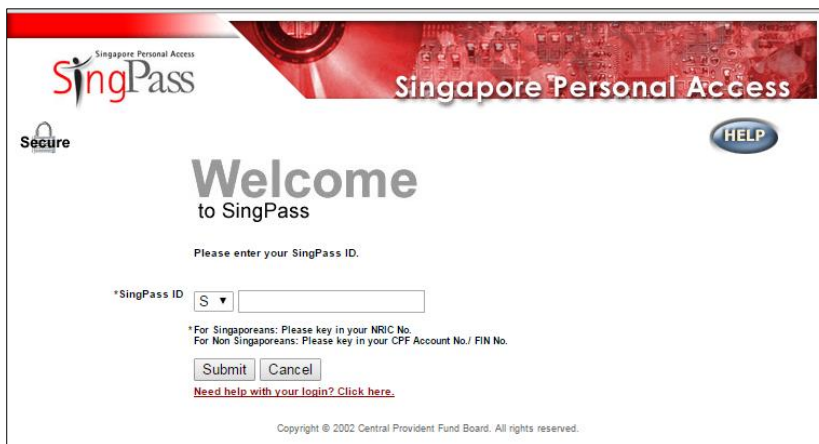 Singapore Personal Access
SingPass
Singapore Personal Access
Secure
HELP
Welcome
to SingPass
Please enter your SingPass ID.
*SingPass ID S ▼
*For Singaporeans: Please key in your NRIC No.
For Non Singaporeans: Please key in your CPF Account No./ FIN No.
Submit Cancel
Need help with your login? Click here.
Copyright © 2002 Central Provident Fund Board. All rights reserved.